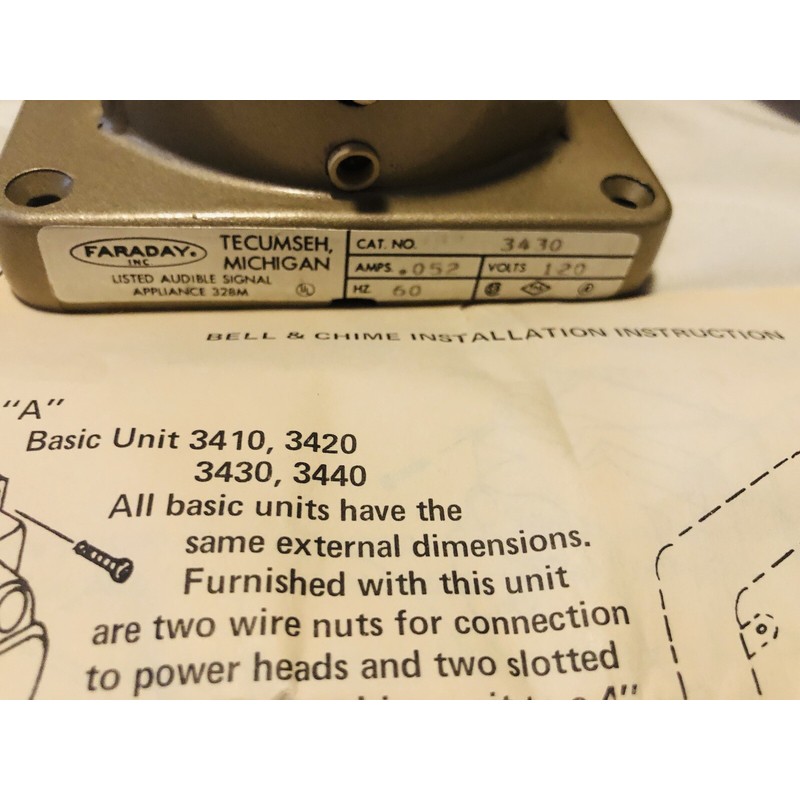 FARADAY.
INC
TECUMSEH,
MICHIGAN
LISTED AUDIBLE SIGNAL
APPLIANCE 328M
UL
CAT. NO. 3430
AMPS. .052 VOLTS 120
HZ. 60
BELL & CHIME INSTALLATION INSTRUCTION
"A"
Basic Unit 3410, 3420
3430, 3440
All basic units have the
same external dimensions.
Furnished with this unit
are two wire nuts for connection
to power heads and two slotted